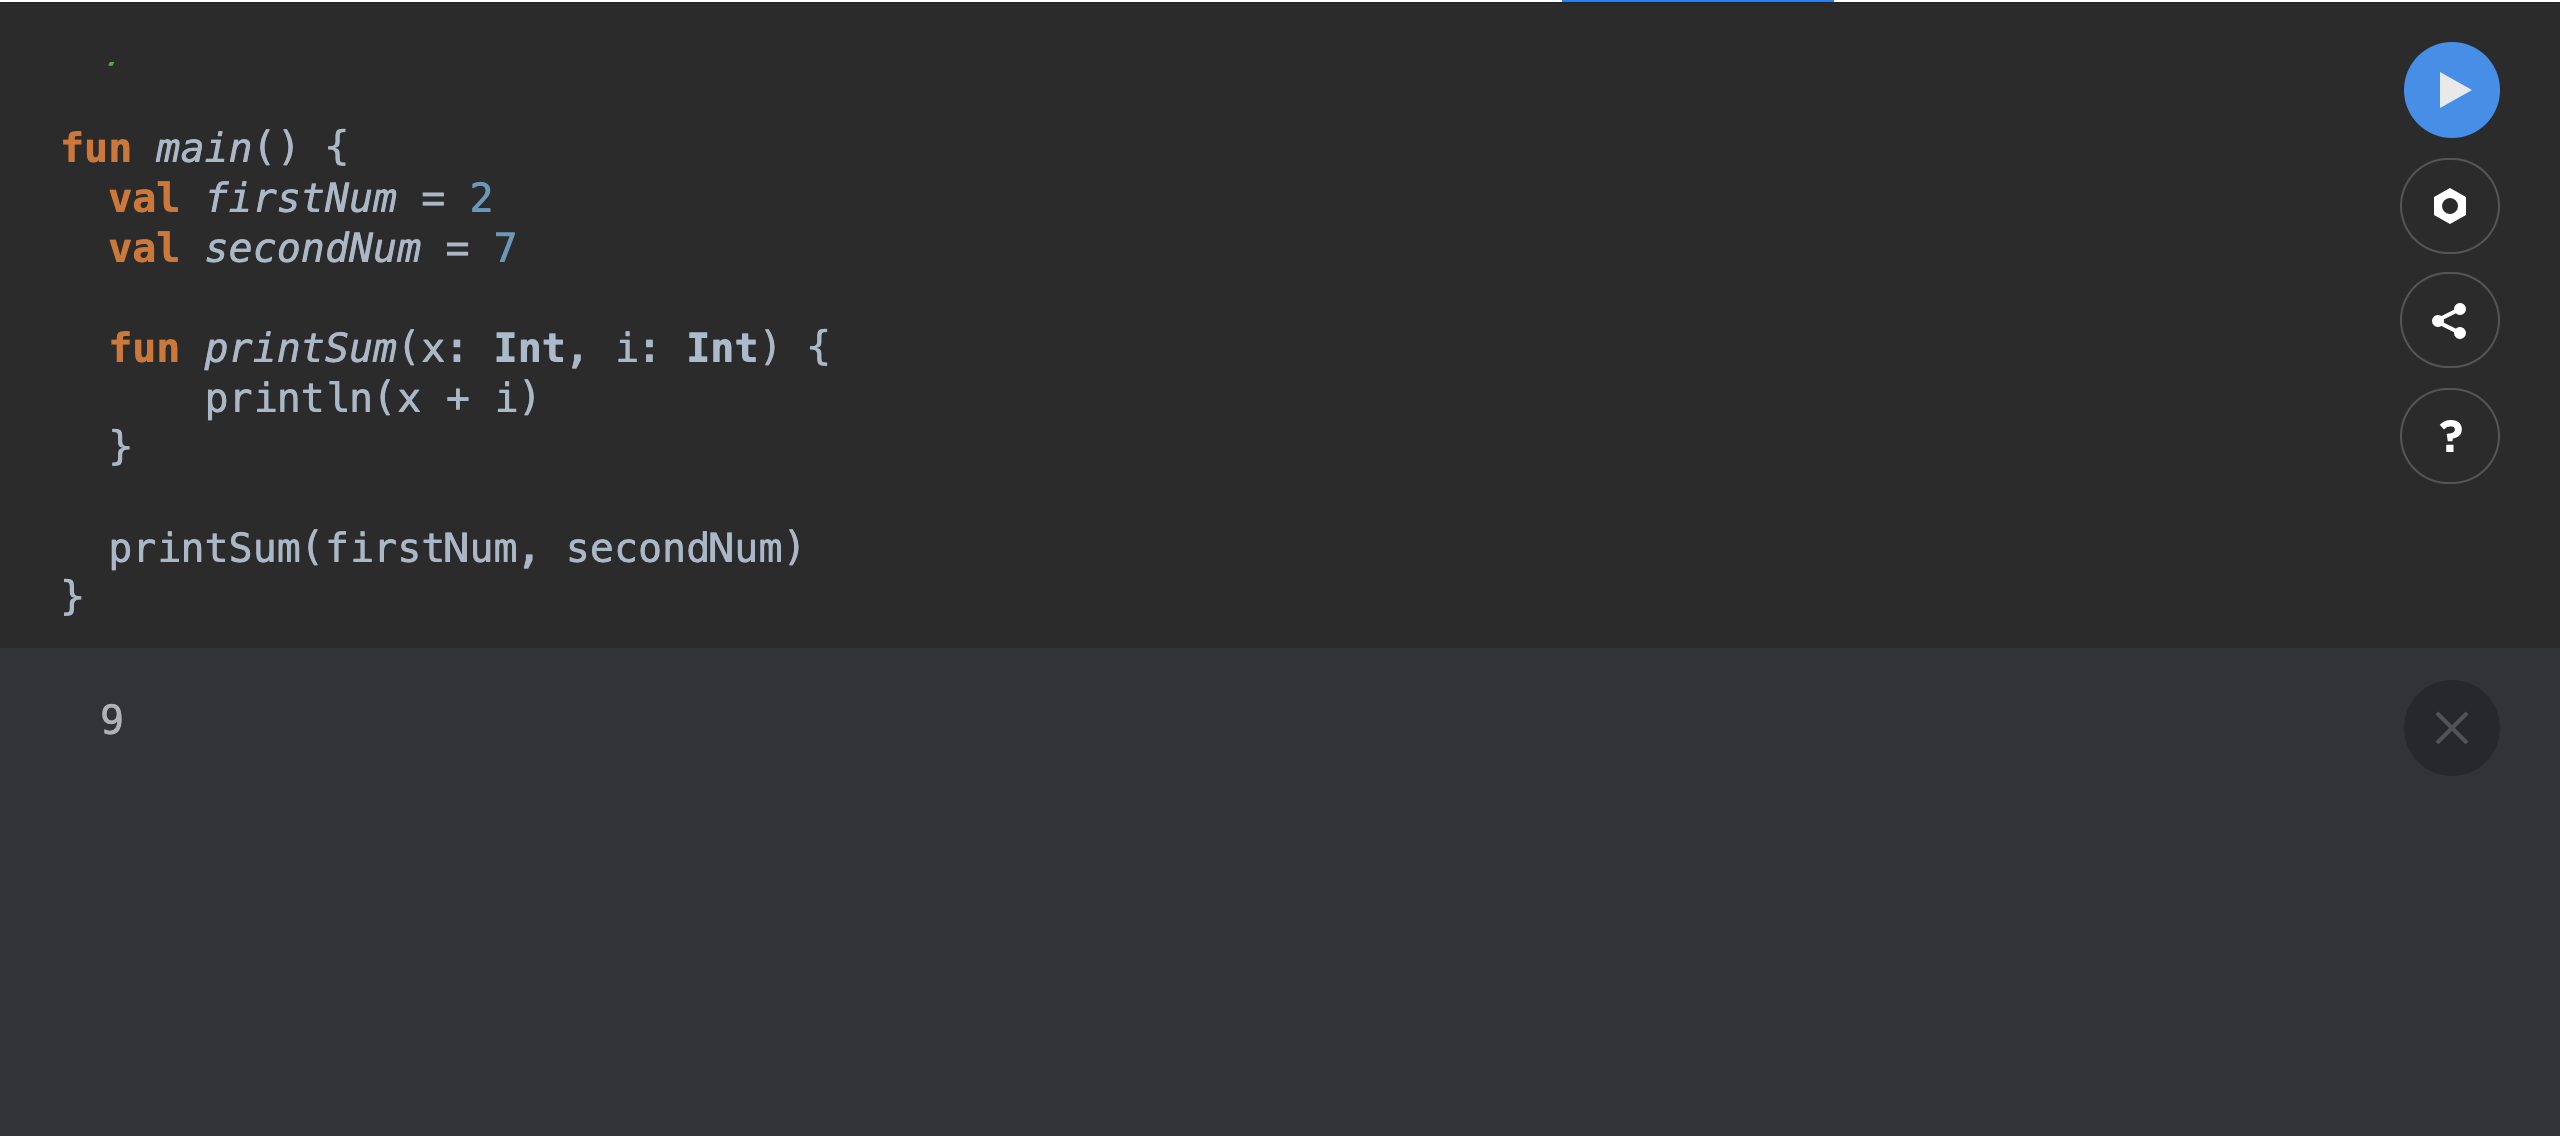 fun main() {
val firstNum = 2
val secondNum = 7
fun printSum(x: Int, i: Int) {
println(x + i)
}
printSum(firstNum, secondNum)
}
9